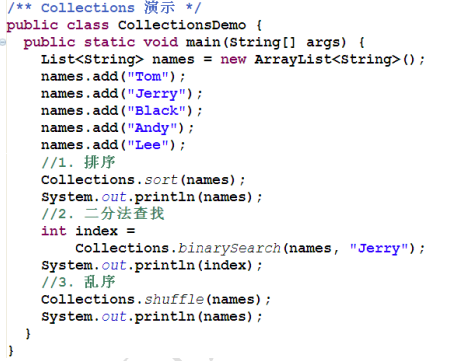 /** Collections 演示 */
public class CollectionsDemo {
public static void main(String[] args) {
List<String> names = new ArrayList<String>();
names.add("Tom");
names.add("Jerry");
names.add("Black");
names.add("Andy");
names.add("Lee");
//1. 排序
Collections.sort(names);
System.out.println(names);
//2. 二分法查找
int index =
Collections.binarySearch(names, "Jerry");
System.out.println(index);
//3. 乱序
Collections.shuffle(names);
System.out.println(names);
}
}